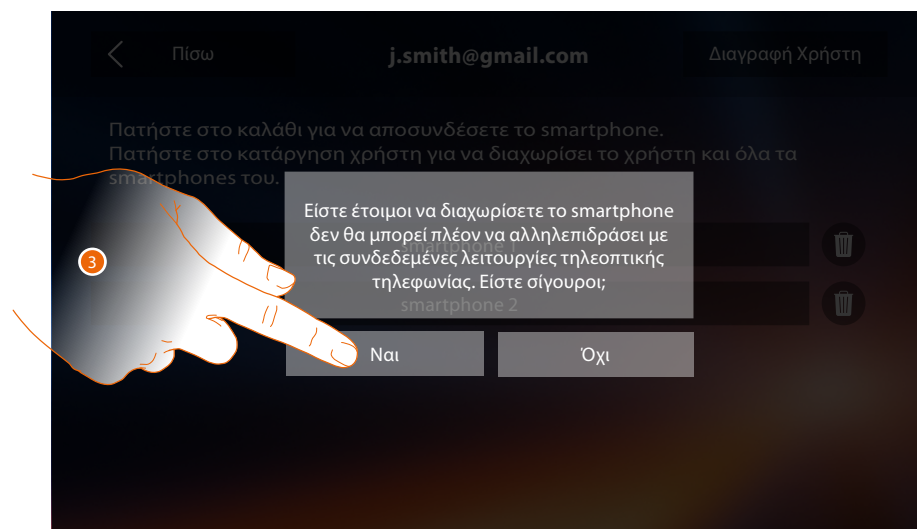 Πίσω
j.smith@gmail.com
Διαγραφή Χρήστη
Πατήστε στο καλάθι για να αποσυνδέσετε το smartphone.
Πατήστε στο κατάργηση χρήστη για να διαχωρίσει το χρήστη και όλα τα
smartphones του.
Είστε έτοιμοι να διαχωρίσετε το smartphone
δεν θα μπορεί πλέον να αλληλεπιδράσει με
smartphone 1
τις συνδεδεμένες λειτουργίες τηλεοπτικής
τηλεφωνίας. Είστε σίγουροι;
smartphone 2
3
Ναι
Όχι